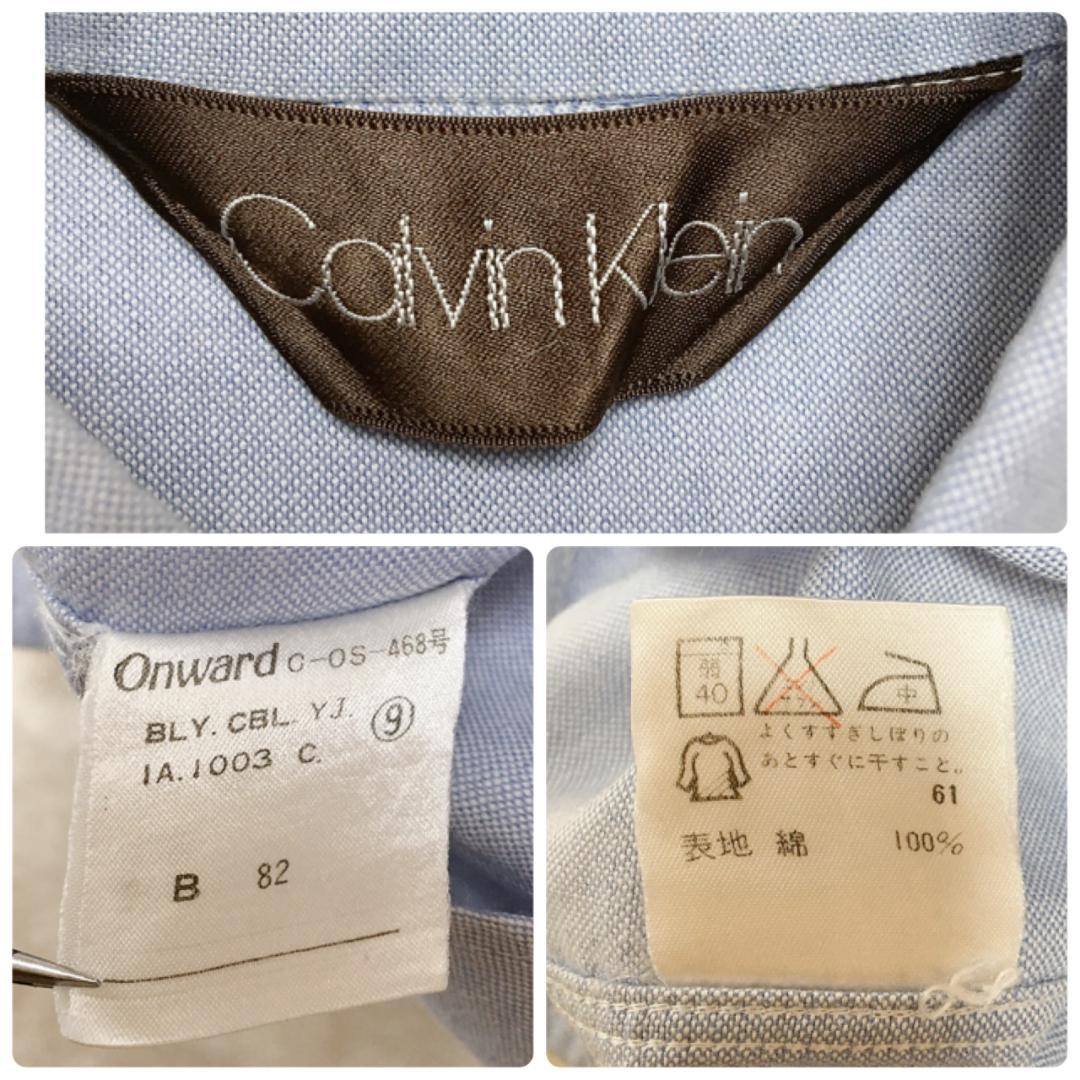 Calvin Klein
Onward C-OS-468号
BLY. CBL. YJ. ⑨
IA.1003 C.
B 82
弱
40
中
よくすすぎしぼりの
あとすぐに干すこと。
61
表地 綿 100%